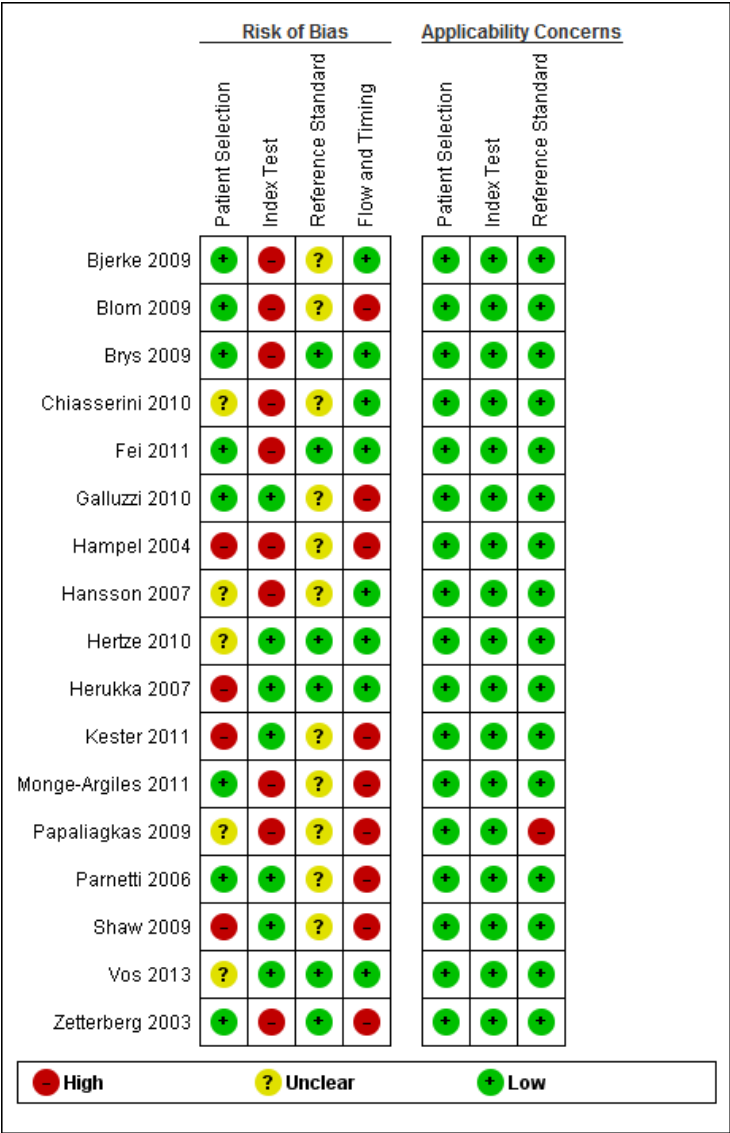 Risk of Bias Applicability Concerns
Patient Selection
Index Test
Reference Standard
Flow and Timing
Patient Selection
Index Test
Reference Standard
Bjerke 2009 + - ? + + + +
Blom 2009 + - ? - + + +
Brys 2009 + - + + + + +
Chiasserini 2010 ? - ? + + + +
Fei 2011 + - + + + + +
Galluzzi 2010 + + ? - + + +
Hampel 2004 - - ? - + + +
Hansson 2007 ? - ? + + + +
Hertze 2010 ? + + + + + +
Herukka 2007 - + + + + + +
Kester 2011 - + ? - + + +
Monge-Argiles 2011 + - ? - + + +
Papaliagkas 2009 ? - ? - + + -
Parnetti 2006 + + ? - + + +
Shaw 2009 - + ? - + + +
Vos 2013 ? + + + + + +
Zetterberg 2003 + - + - + + +
- High ? Unclear + Low